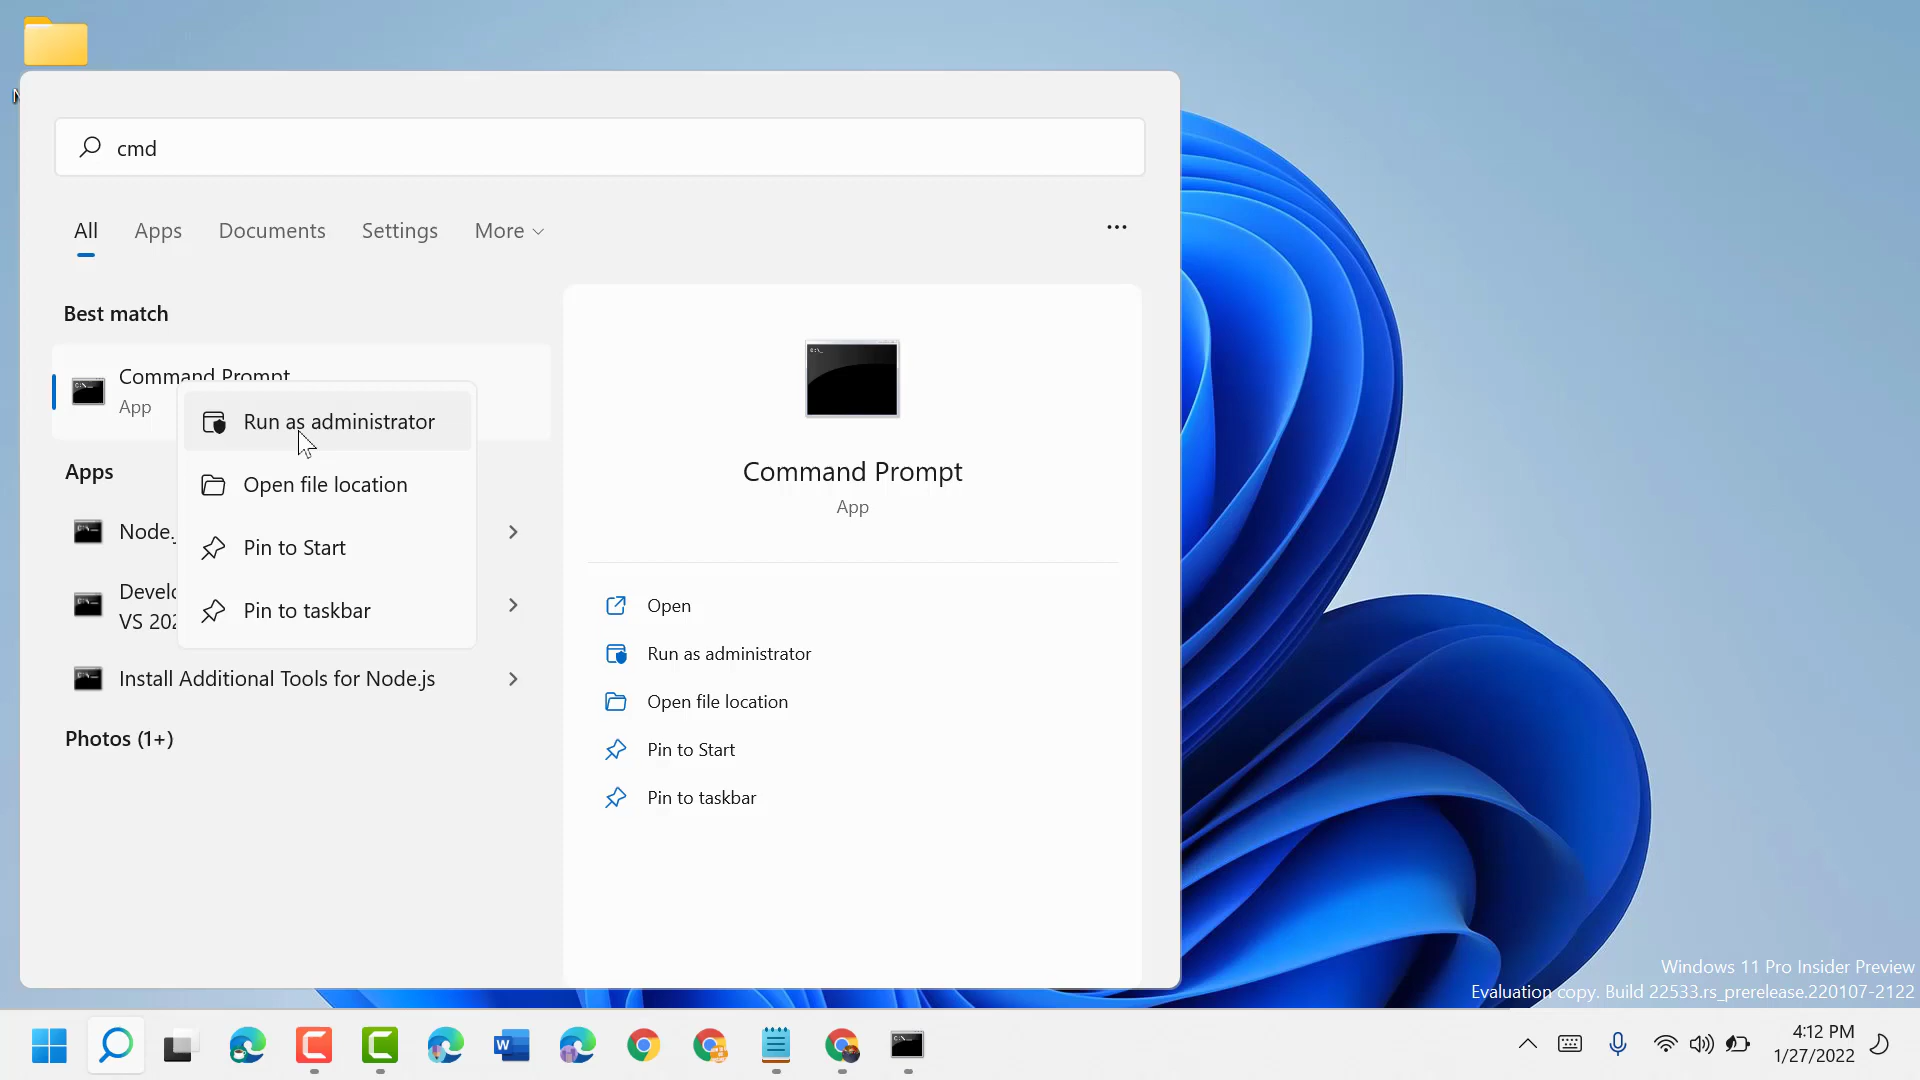 cmd
All Apps Documents Settings More
Best match
Command Prompt
App
Run as administrator
Open file location
Pin to Start
Pin to taskbar
Apps
Node.
VS 202
Install Additional Tools for Node.js
Photos (1+)
Command Prompt
App
Open
Run as administrator
Open file location
Pin to Start
Pin to taskbar
Windows 11 Pro Insider Preview
Evaluation copy. Build 22533.rs_prerelease.220107-2122
4:12 PM
1/27/2022